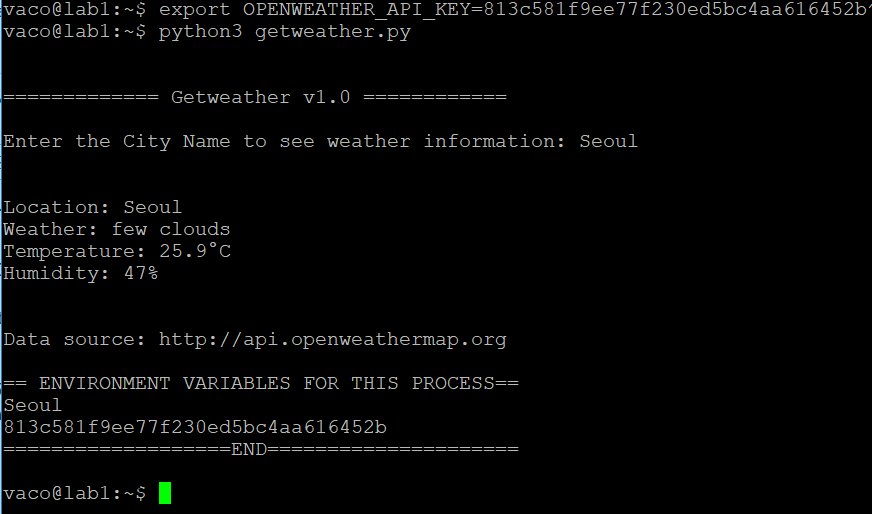 vaco@lab1:~$ export OPENWEATHER_API_KEY=813c581f9ee77f230ed5bc4aa616452b
vaco@lab1:~$ python3 getweather.py
============= Getweather v1.0 ============
Enter the City Name to see weather information: Seoul
Location: Seoul
Weather: few clouds
Temperature: 25.9°C
Humidity: 47%
Data source: http://api.openweathermap.org
== ENVIRONMENT VARIABLES FOR THIS PROCESS==
Seoul
813c581f9ee77f230ed5bc4aa616452b
===================END=====================
vaco@lab1:~$